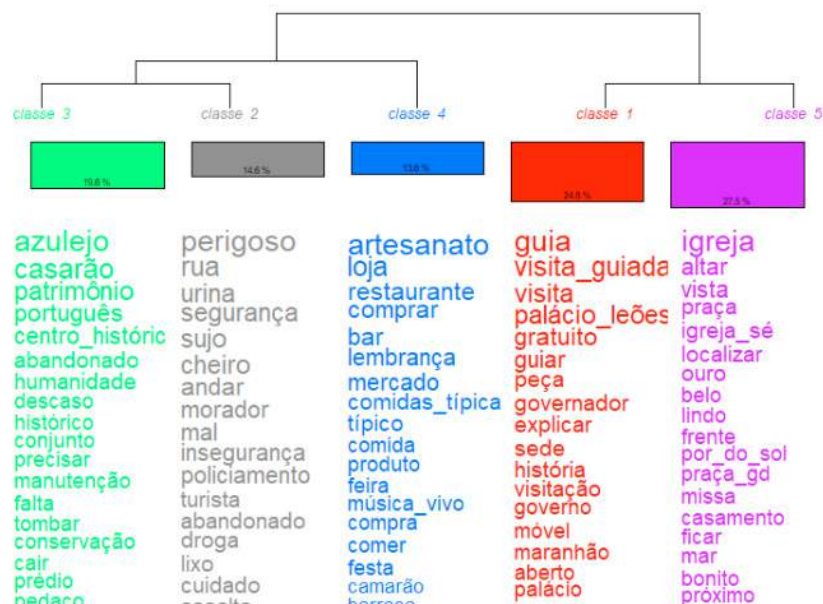 classe 3
classe 2
classe 4
classe 1
classe 5
19.6 %
14.6 %
13.6 %
24.6 %
27.5 %
azulejo
casarão
patrimônio
português
centro_históric
abandonado
humanidade
descaso
histórico
conjunto
precisar
manutenção
falta
tombar
conservação
cair
prédio
pedaço
perigoso
rua
urina
segurança
sujo
cheiro
andar
morador
mal
insegurança
policiamento
turista
abandonado
droga
lixo
cuidado
assalto
artesanato
loja
restaurante
comprar
bar
lembrança
mercado
comidas_típica
típico
comida
produto
feira
música_vivo
compra
comer
festa
camarão
guia
visita_guiada
visita
palácio_leões
gratuito
guiar
peça
governador
explicar
sede
história
visitação
governo
móvel
maranhão
aberto
palácio
igreja
altar
vista
praça
igreja_sé
localizar
ouro
belo
lindo
frente
por_do_sol
praça_gd
missa
casamento
ficar
mar
bonito
próximo